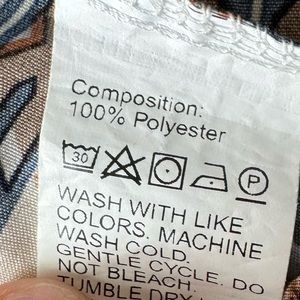 Composition:
100% Polyester
30 P
WASH WITH LIKE
COLORS. MACHINE
WASH COLD.
GENTLE CYCLE. DO
NOT BLEACH.
TUMBLE DRY